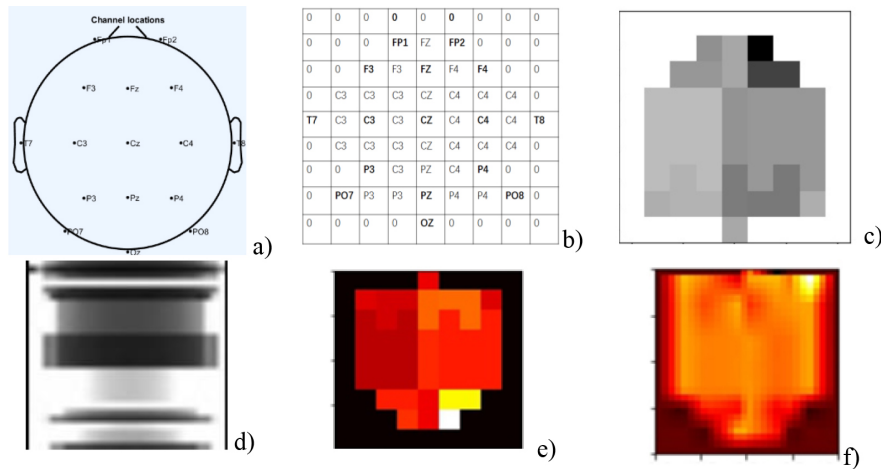 Channel locations
Fp1 Fp2
F3 Fz F4
T7 C3 Cz C4 T8
P3 Pz P4
PO7 PO8
Oz
a)
0 0 0 0 0 0 0 0 0
0 0 0 FP1 FZ FP2 0 0 0
0 0 F3 F3 FZ F4 F4 0 0
0 C3 C3 C3 CZ C4 C4 C4 0
T7 C3 C3 C3 CZ C4 C4 C4 T8
0 C3 C3 C3 CZ C4 C4 C4 0
0 0 P3 C3 PZ C4 P4 0 0
0 PO7 P3 P3 PZ P4 P4 PO8 0
0 0 0 0 OZ 0 0 0 0
b)
c)
d)
e)
f)